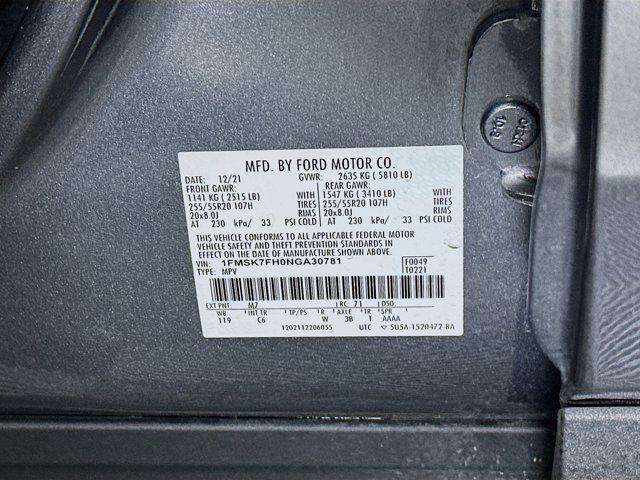 MFD. BY FORD MOTOR CO.
DATE: 12/21 GVWR: 2635 KG ( 5810 LB)
FRONT GAWR: REAR GAWR:
1141 KG ( 2515 LB) WITH 1547 KG ( 3410 LB) WITH
255/55R20 107H TIRES 255/55R20 107H TIRES
20x8.0J RIMS 20x8.0J RIMS
AT 230 kPa/ 33 PSI COLD AT 230 kPa/ 33 PSI COLD
THIS VEHICLE CONFORMS TO ALL APPLICABLE FEDERAL MOTOR
VEHICLE SAFETY AND THEFT PREVENTION STANDARDS IN
EFFECT ON THE DATE OF MANUFACTURE SHOWN ABOVE.
VIN: 1FMSK7FH0NGA30781 F0049
TYPE: MPV T0221
EXT PNT: M7 RC: 71 DSO:
WB INT TR TP/PS R AXLE TR SPR
119 C6 W 3B T AAAA
1202112206055 UTC 5U5A-1520472-BA